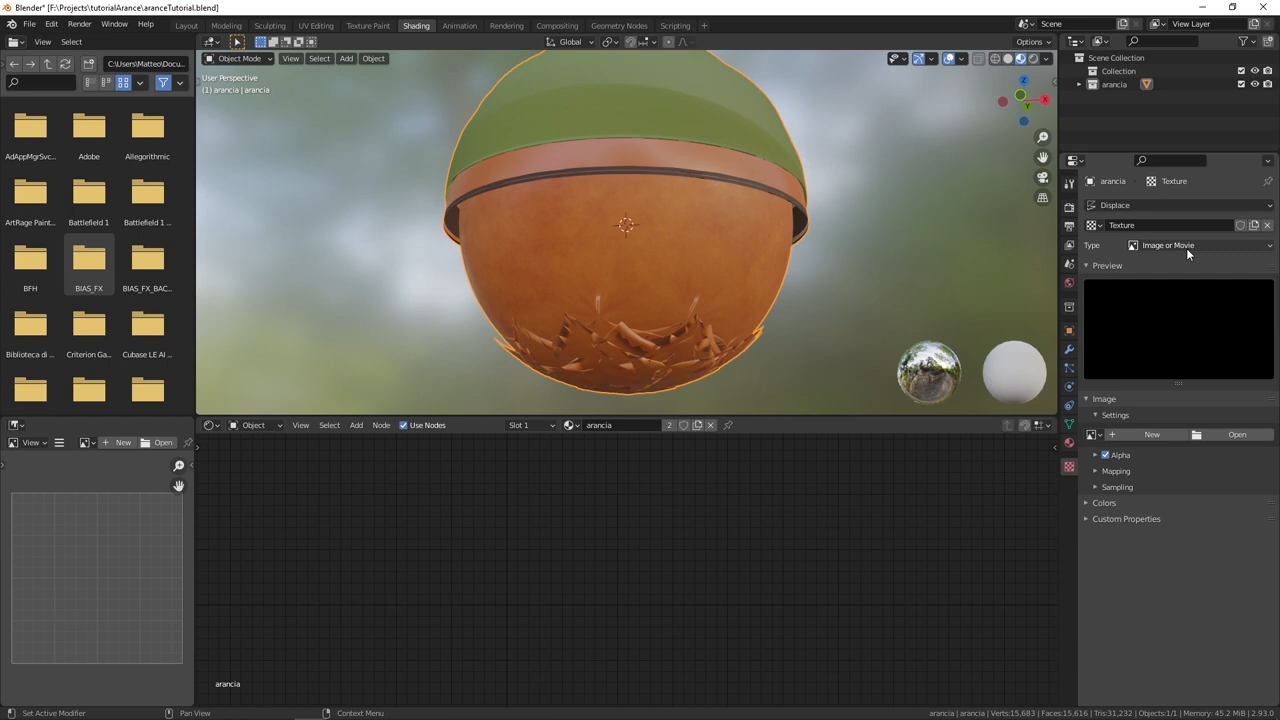 Blender* [F:\Projects\tutorialArance\aranceTutorial.blend]
File Edit Render Window Help Layout Modeling Sculpting UV Editing Texture Paint Shading Animation Rendering Compositing Geometry Nodes Scripting Scene View Layer
View Select Global Options
C:\Users\Matteo\Docu...
Object Mode View Select Add Object
User Perspective
(1) arancia | arancia
Z
X
Y
Scene Collection
Collection
arancia
arancia Texture
Displace
Texture
Type Image or Movie
Preview
Image
Settings
New Open
Alpha
Mapping
Sampling
Colors
Custom Properties
AdAppMgrSvc... Adobe Allegorithmic
ArtRage Paint... Battlefield 1 Battlefield 1 ...
BFH BIAS_FX BIAS_FX_BAC...
Biblioteca di ... Criterion Ga... Cubase LE AI ...
View New Open
Object View Select Add Node Use Nodes Slot 1 arancia 2
arancia
Set Active Modifier Pan View Context Menu arancia | arancia | Verts:15,683 | Faces:15,616 | Tris:31,232 | Objects:1/1 | Memory: 45.2 MiB | 2.93.0